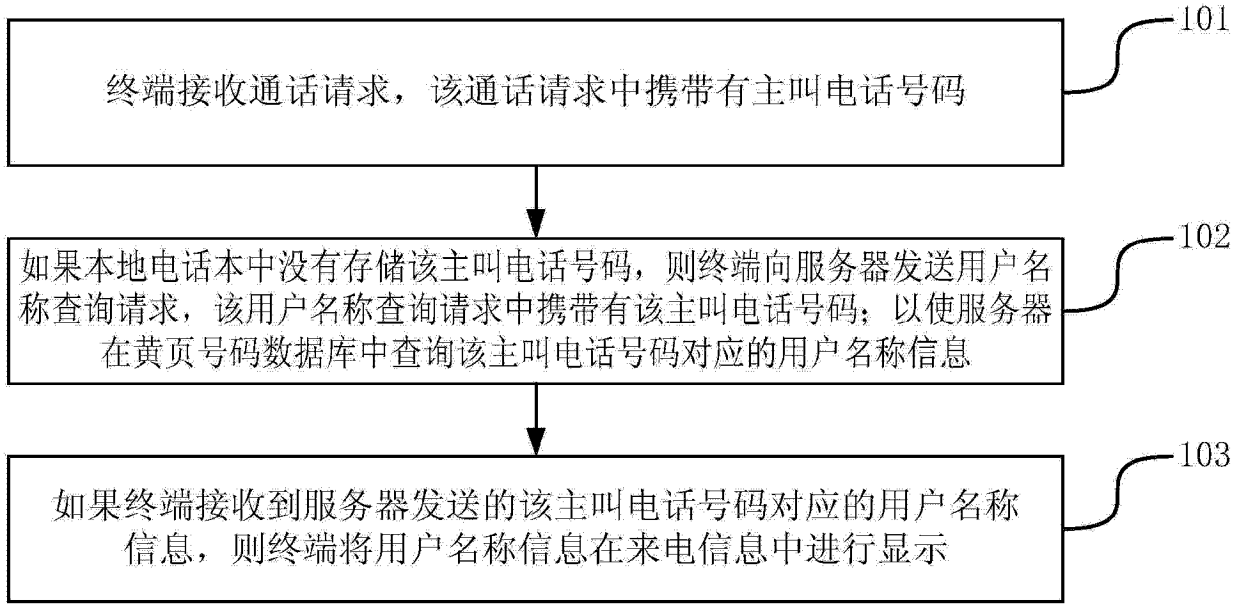 101
终端接收通话请求，该通话请求中携带有主叫电话号码
102
如果本地电话本中没有存储该主叫电话号码，则终端向服务器发送用户名
称查询请求，该用户名称查询请求中携带有该主叫电话号码；以使服务器
在黄页号码数据库中查询该主叫电话号码对应的用户名称信息
103
如果终端接收到服务器发送的该主叫电话号码对应的用户名称
信息，则终端将用户名称信息在来电信息中进行显示